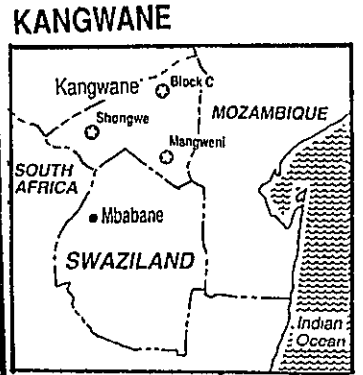 KANGWANE
Kangwane
Block C
Shongwe
MOZAMBIQUE
Mangweni
SOUTH
AFRICA
Mbabane
SWAZILAND
Indian
Ocean